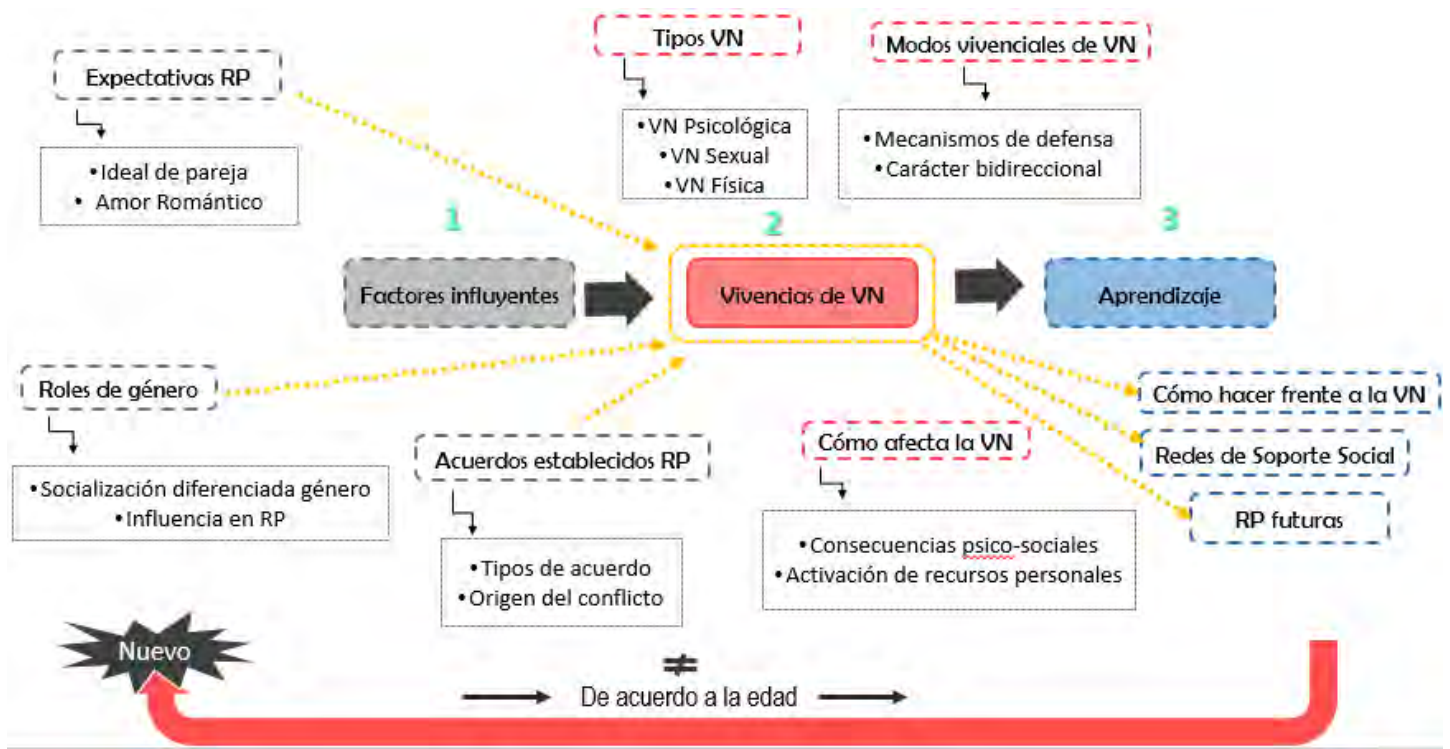 Tipos VN
Modos vivenciales de VN
Expectativas RP
•VN Psicológica
•VN Sexual
•VN Física
•Mecanismos de defensa
•Carácter bidireccional
•Ideal de pareja
• Amor Romántico
1
2
3
Factores influyentes
Vivencias de VN
Aprendizaje
Roles de género
Cómo hacer frente a la VN
Acuerdos establecidos RP
Cómo afecta la VN
Redes de Soporte Social
•Socialización diferenciada género
•Influencia en RP
RP futuras
•Tipos de acuerdo
•Origen del conflicto
•Consecuencias psico-sociales
•Activación de recursos personales
Nuevo
≠
De acuerdo a la edad